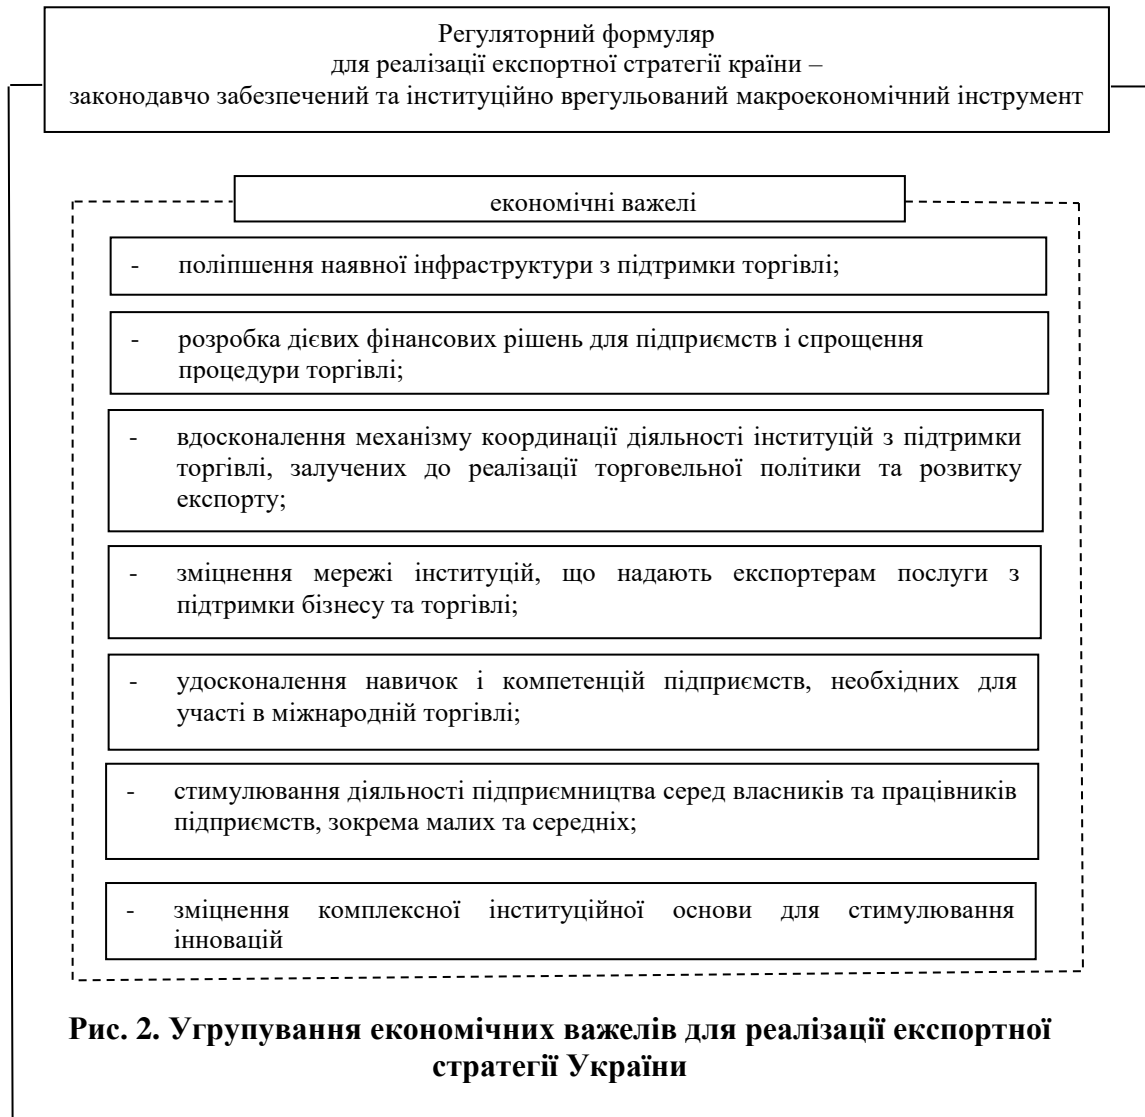 Регуляторний формуляр
для реалізації експортної стратегії країни –
законодавчо забезпечений та інституційно врегульований макроекономічний інструмент
економічні важелі
- поліпшення наявної інфраструктури з підтримки торгівлі;
- розробка дієвих фінансових рішень для підприємств і спрощення
процедури торгівлі;
- вдосконалення механізму координації діяльності інституцій з підтримки
торгівлі, залучених до реалізації торговельної політики та розвитку
експорту;
- зміцнення мережі інституцій, що надають експортерам послуги з
підтримки бізнесу та торгівлі;
- удосконалення навичок і компетенцій підприємств, необхідних для
участі в міжнародній торгівлі;
- стимулювання діяльності підприємництва серед власників та працівників
підприємств, зокрема малих та середніх;
- зміцнення комплексної інституційної основи для стимулювання
інновацій
Рис. 2. Угрупування економічних важелів для реалізації експортної
стратегії України